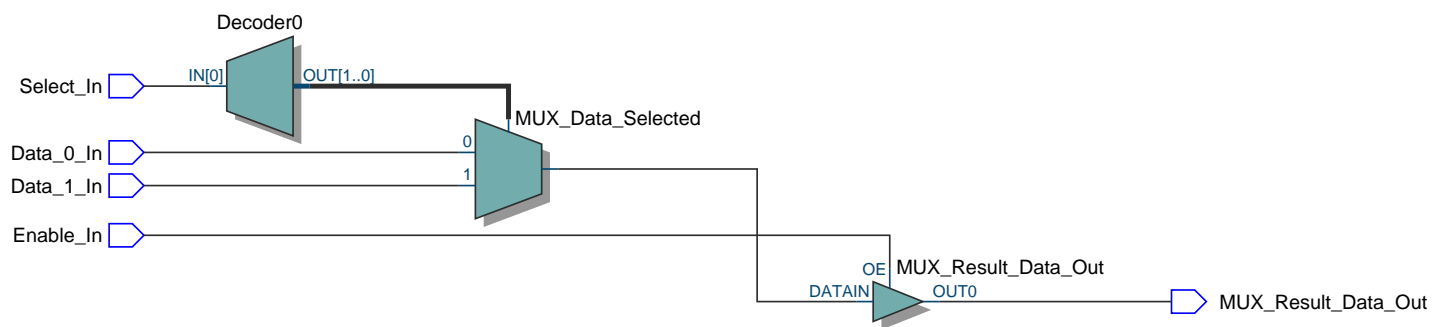 Decoder0
Select_In
IN[0]
OUT[1..0]
MUX_Data_Selected
Data_0_In
0
Data_1_In
1
Enable_In
OE
MUX_Result_Data_Out
DATAIN
OUT0
MUX_Result_Data_Out